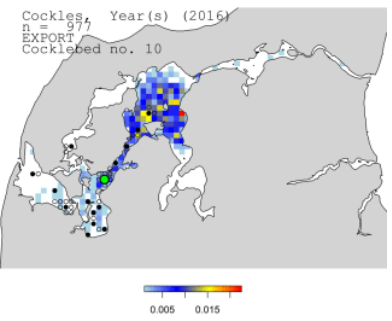 Cockles, Year(s) (2016)
n = 977
EXPORT
Cocklebed no. 10
0.005 0.015